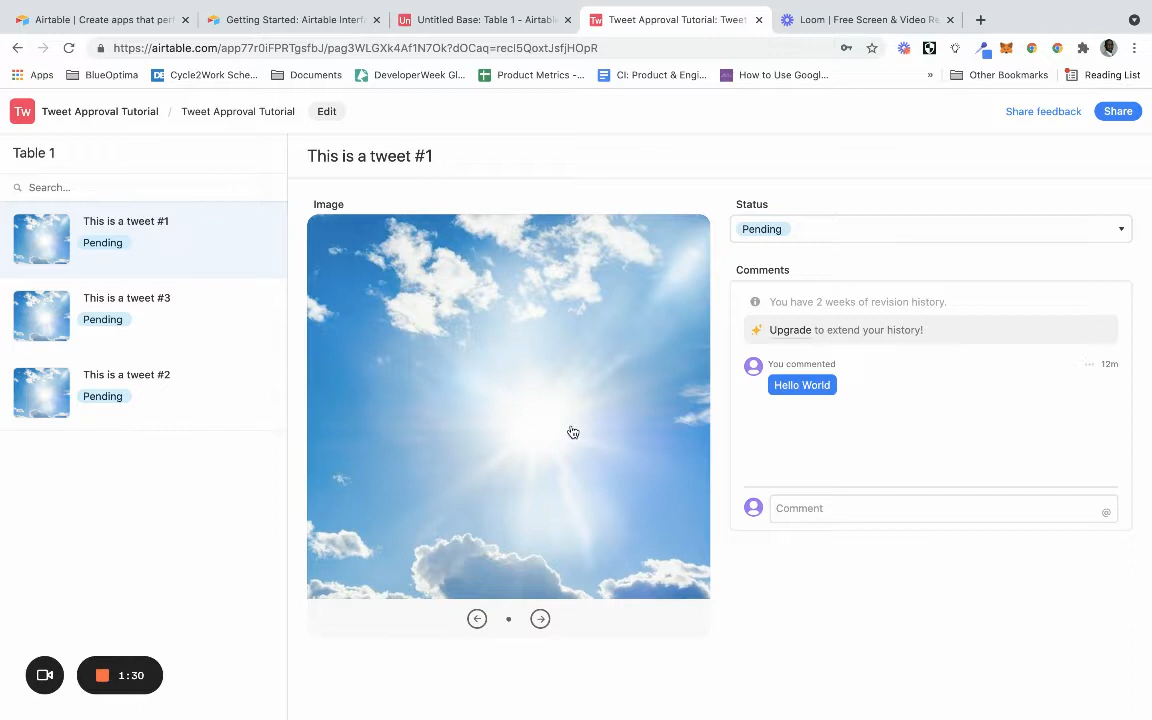 Airtable | Create apps that perf
Getting Started: Airtable Interfa
Un
Untitled Base: Table 1 - Airtable
Tw
Tweet Approval Tutorial: Tweet
Loom | Free Screen & Video Re
https://airtable.com/app77r0iFPRTgsfbJ/pag3WLGXk4Af1N7Ok?dOCaq=recl5QoxtJsfjHOpR
Apps
BlueOptima
DE
Cycle2Work Sche...
Documents
DeveloperWeek Gl...
Product Metrics -...
CI: Product & Engi...
How to Use Googl...
»
Other Bookmarks
Reading List
Tw
Tweet Approval Tutorial / Tweet Approval Tutorial
Edit
Share feedback
Share
Table 1
Search...
This is a tweet #1
Pending
This is a tweet #3
Pending
This is a tweet #2
Pending
This is a tweet #1
Image
Status
Pending
Comments
You have 2 weeks of revision history.
Upgrade to extend your history!
You commented
... 12m
Hello World
Comment
@
1:30